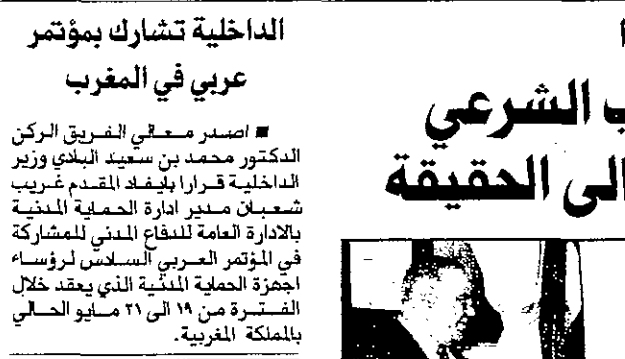 الداخلية تشارك بمؤتمر
عربي في المغرب
■ اصدر معالي الفريق الركن
الدكتور محمد بن سعيد البادي وزير
الداخلية قرارا بايفاد المقدم غريب
شعبان مدير ادارة الحماية المدنية
بالادارة العامة للدفاع المدني للمشاركة
في المؤتمر العربي السادس لرؤساء
اجهزة الحماية المدنية الذي يعقد خلال
الفترة من ١٩ الى ٢١ مايو الحالي
بالمملكة المغربية.
الشرعي
الى الحقيقة